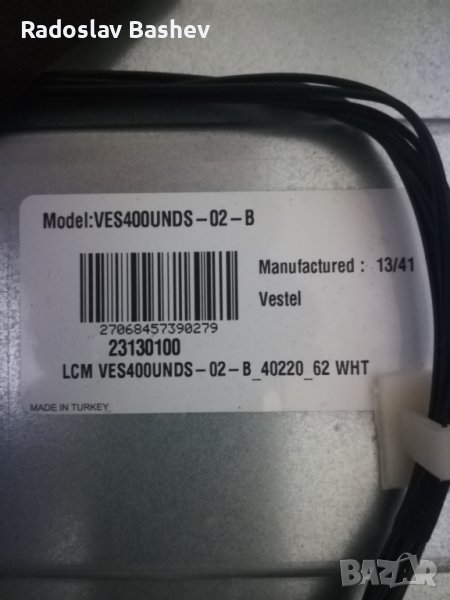 Radoslav Bashev
Model:VES400UNDS-02-B
Manufactured : 13/41
Vestel
27068457390279
23130100
LCM VES400UNDS-02-B_40220_62 WHT
MADE IN TURKEY
BAZAR